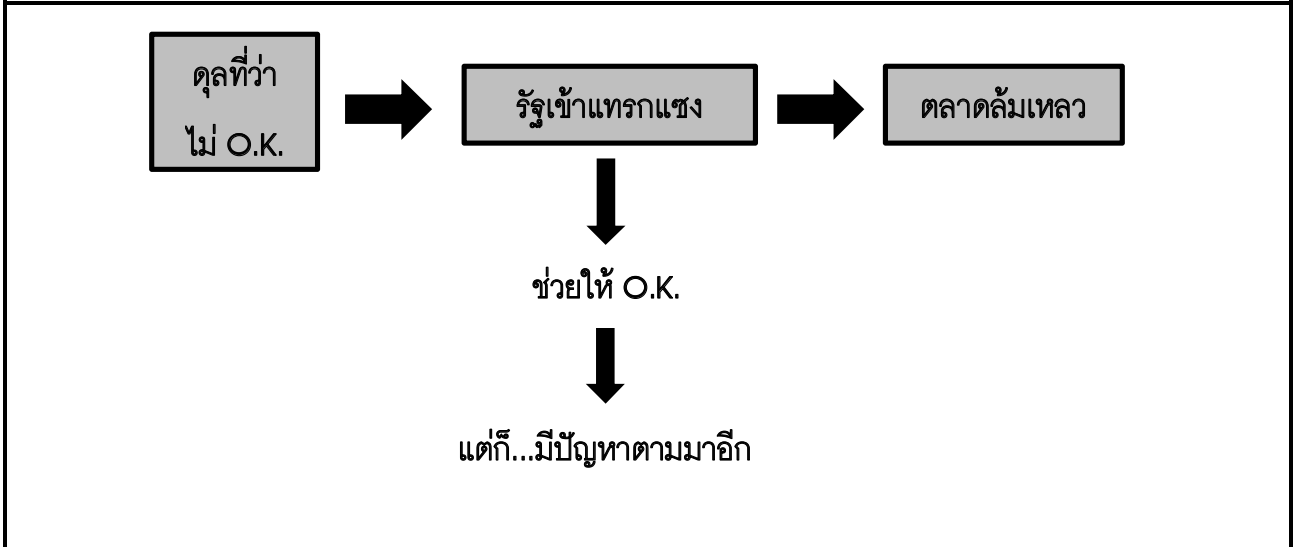 ดุลที่ว่า
ไม่ O.K.
รัฐเข้าแทรกแซง
ตลาดล้มเหลว
ช่วยให้ O.K.
แต่ก็...มีปัญหาตามมาอีก